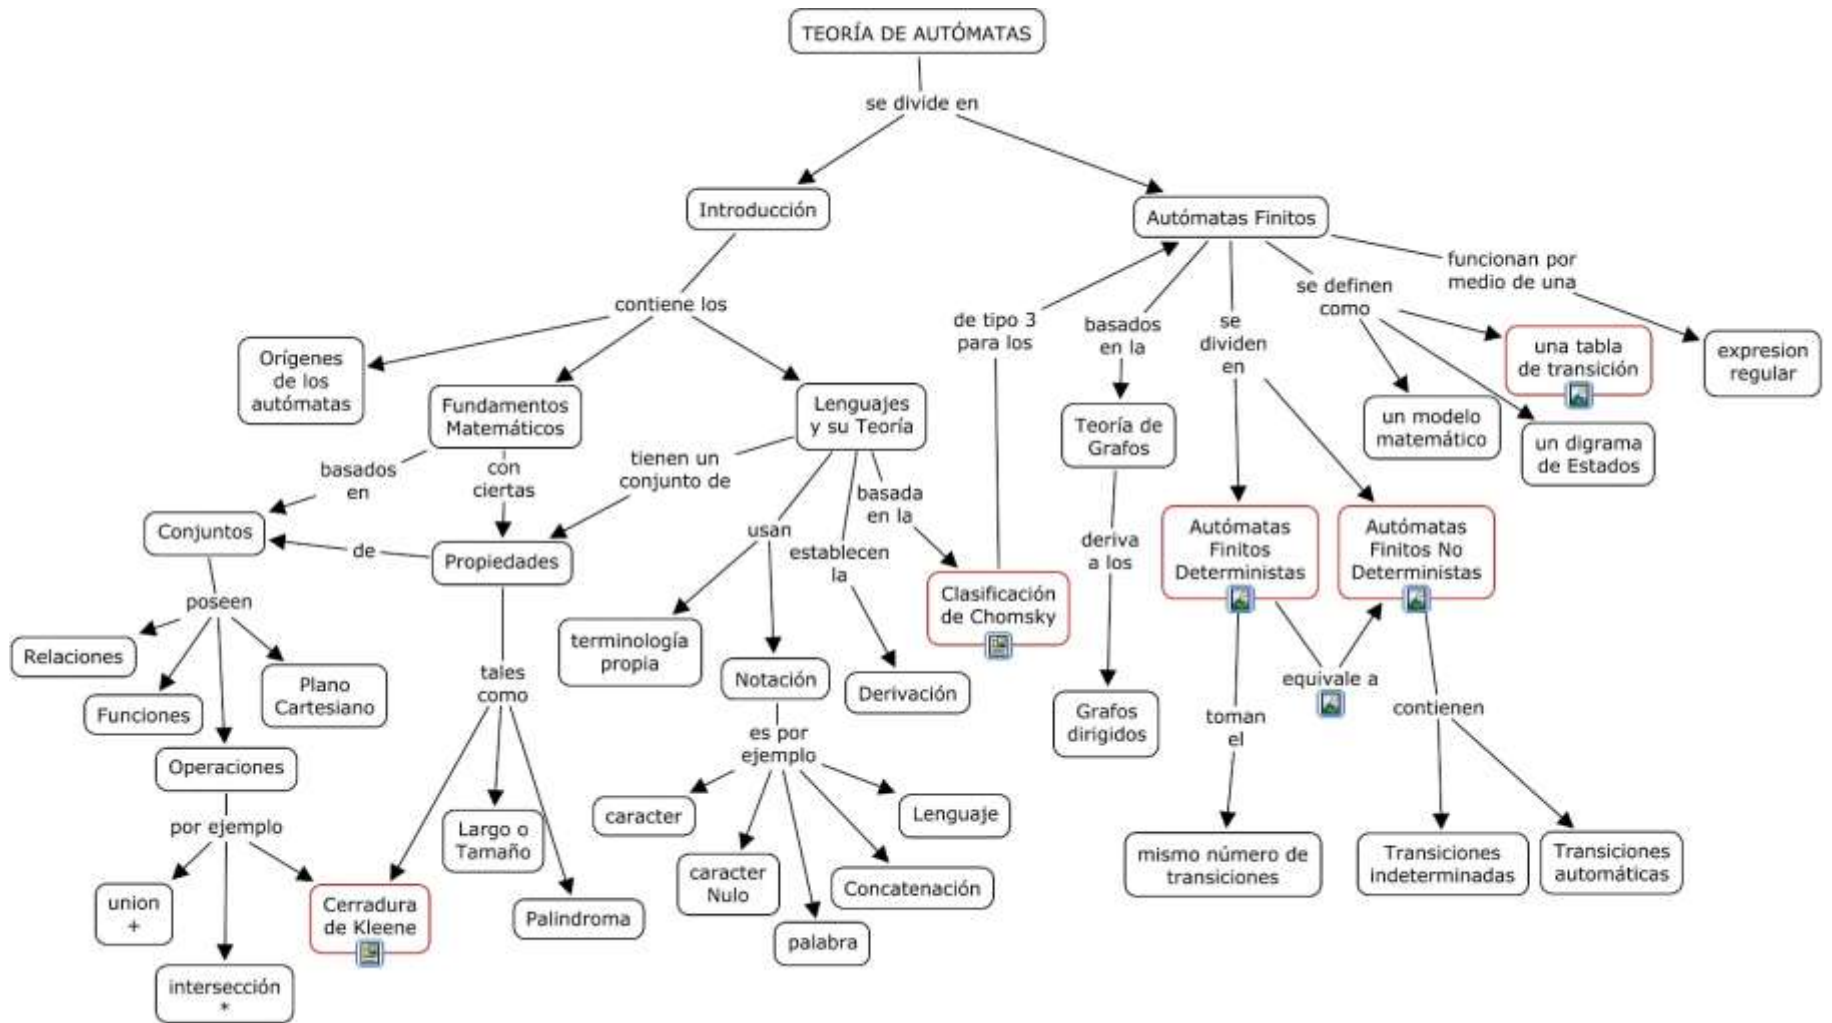 TEORÍA DE AUTÓMATAS
se divide en
Introducción
Autómatas Finitos
contiene los
Orígenes
de los
autómatas
Fundamentos
Matemáticos
Lenguajes
y su Teoría
basados
en
con
ciertas
tienen un
conjunto de
usan
establecen
la
basada
en la
Conjuntos
de
Propiedades
poseen
Relaciones
Funciones
Plano
Cartesiano
Operaciones
por ejemplo
union
+
intersección
*
Cerradura
de Kleene
tales
como
Largo o
Tamaño
Palindroma
terminología
propia
Notación
Derivación
Clasificación
de Chomsky
es por
ejemplo
caracter
caracter
Nulo
palabra
Concatenación
Lenguaje
de tipo 3
para los
basados
en la
Teoría de
Grafos
deriva
a los
Grafos
dirigidos
se
dividen
en
Autómatas
Finitos
Deterministas
Autómatas
Finitos No
Deterministas
equivale a
toman
el
mismo número de
transiciones
contienen
Transiciones
indeterminadas
Transiciones
automáticas
se definen
como
una tabla
de transición
un modelo
matemático
un digrama
de Estados
funcionan por
medio de una
expresion
regular